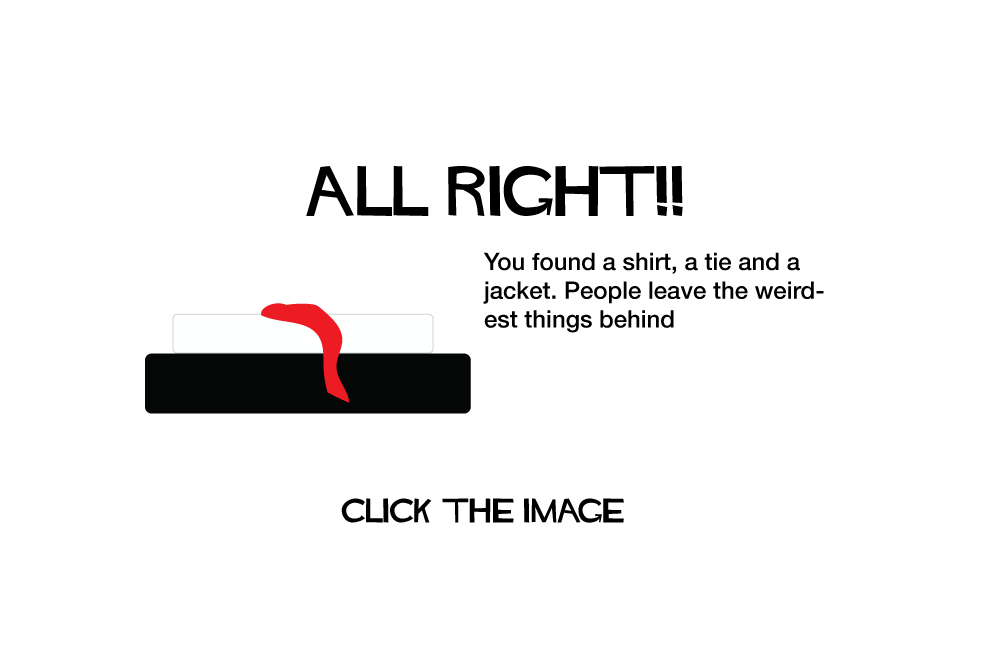 ALL RIGHT!!
You found a shirt, a tie and a
jacket. People leave the weird-
est things behind
CLICK THE IMAGE